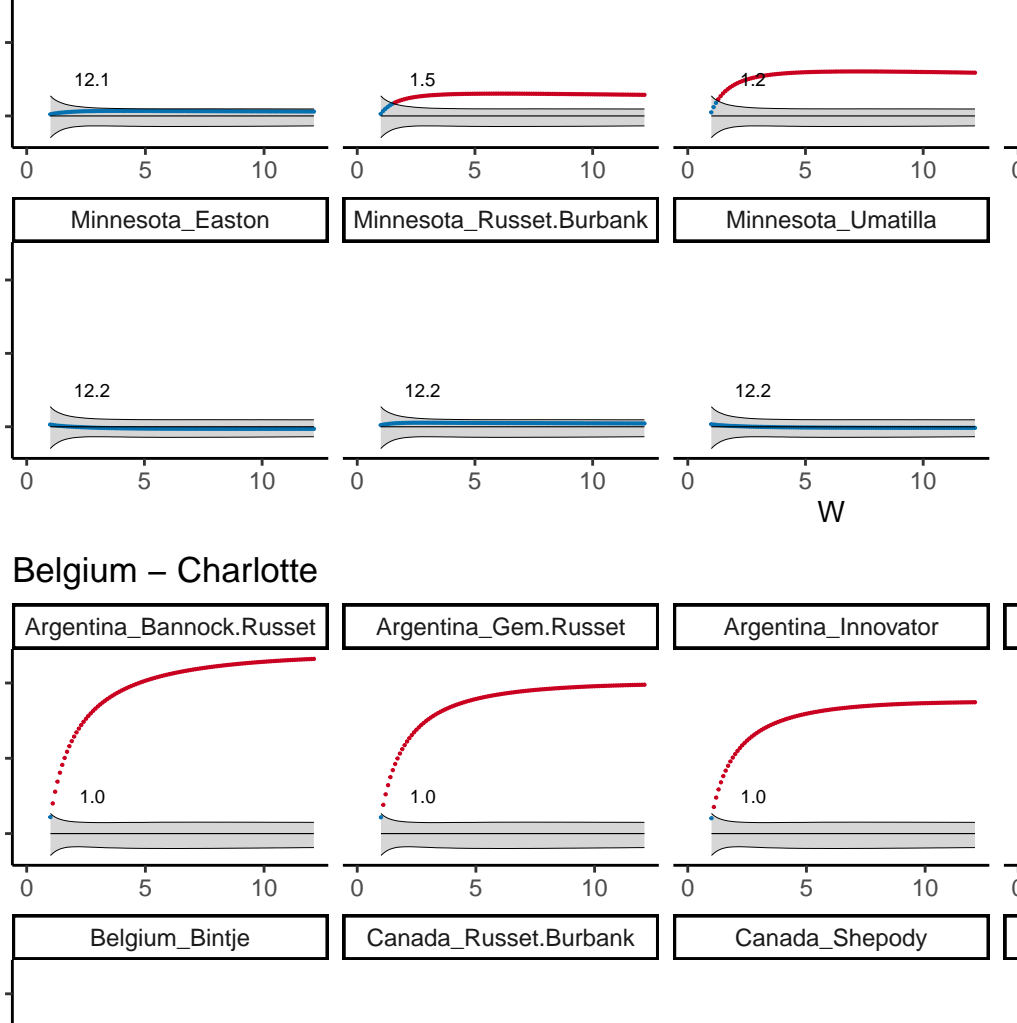 12.1 1.5 1.2
0 5 10 0 5 10 0 5 10
Minnesota_Easton Minnesota_Russet.Burbank Minnesota_Umatilla
12.2 12.2 12.2
0 5 10 0 5 10 0 5 10
W
Belgium – Charlotte
Argentina_Bannock.Russet Argentina_Gem.Russet Argentina_Innovator
1.0 1.0 1.0
0 5 10 0 5 10 0 5 10
Belgium_Bintje Canada_Russet.Burbank Canada_Shepody